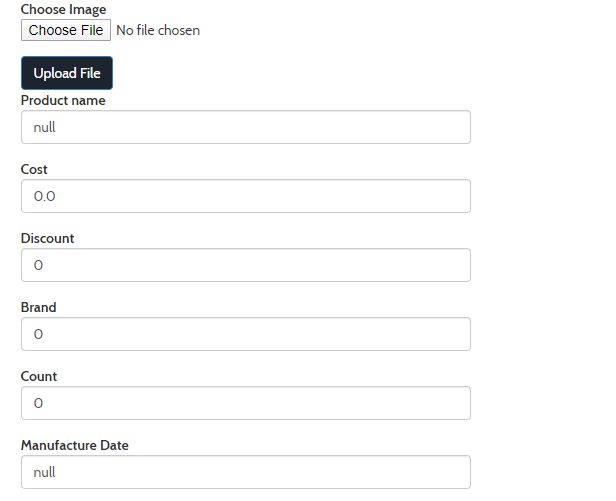 Choose Image
Choose File No file chosen
Upload File
Product name
null
Cost
0.0
Discount
0
Brand
0
Count
0
Manufacture Date
null